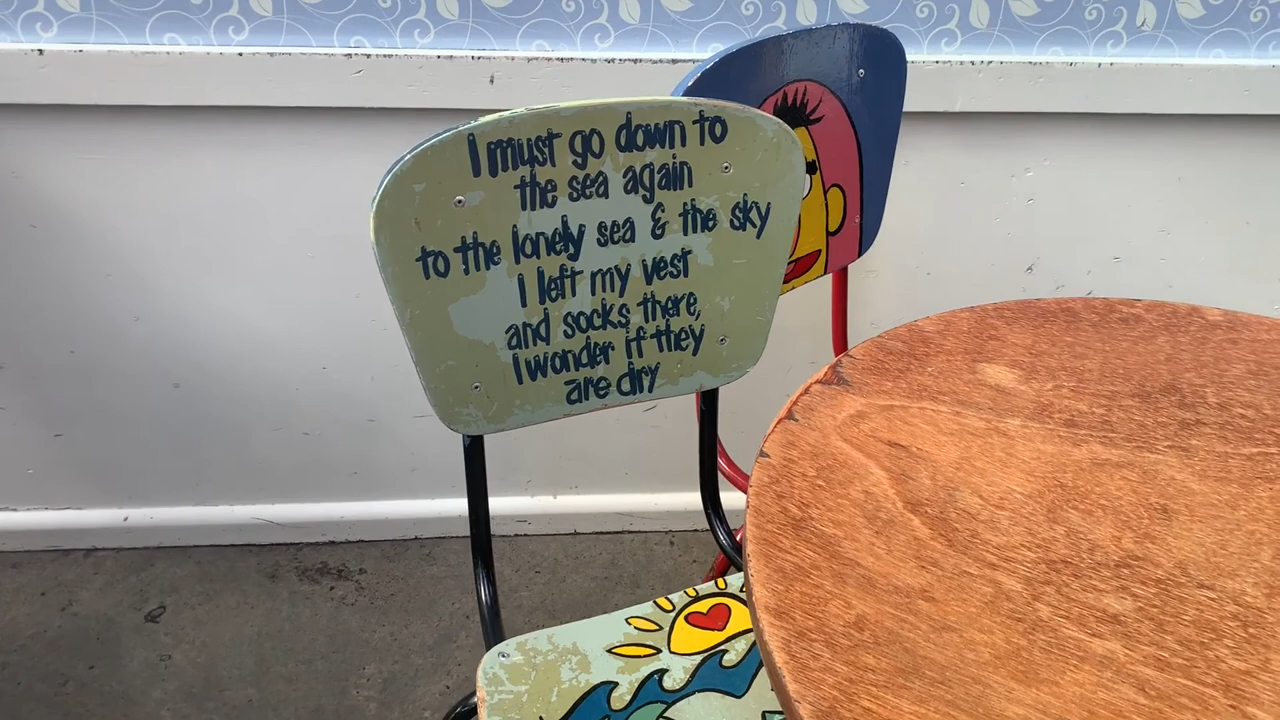 I must go down to
the sea again
to the lonely sea & the sky
I left my vest
and socks there,
I wonder if they
are dry